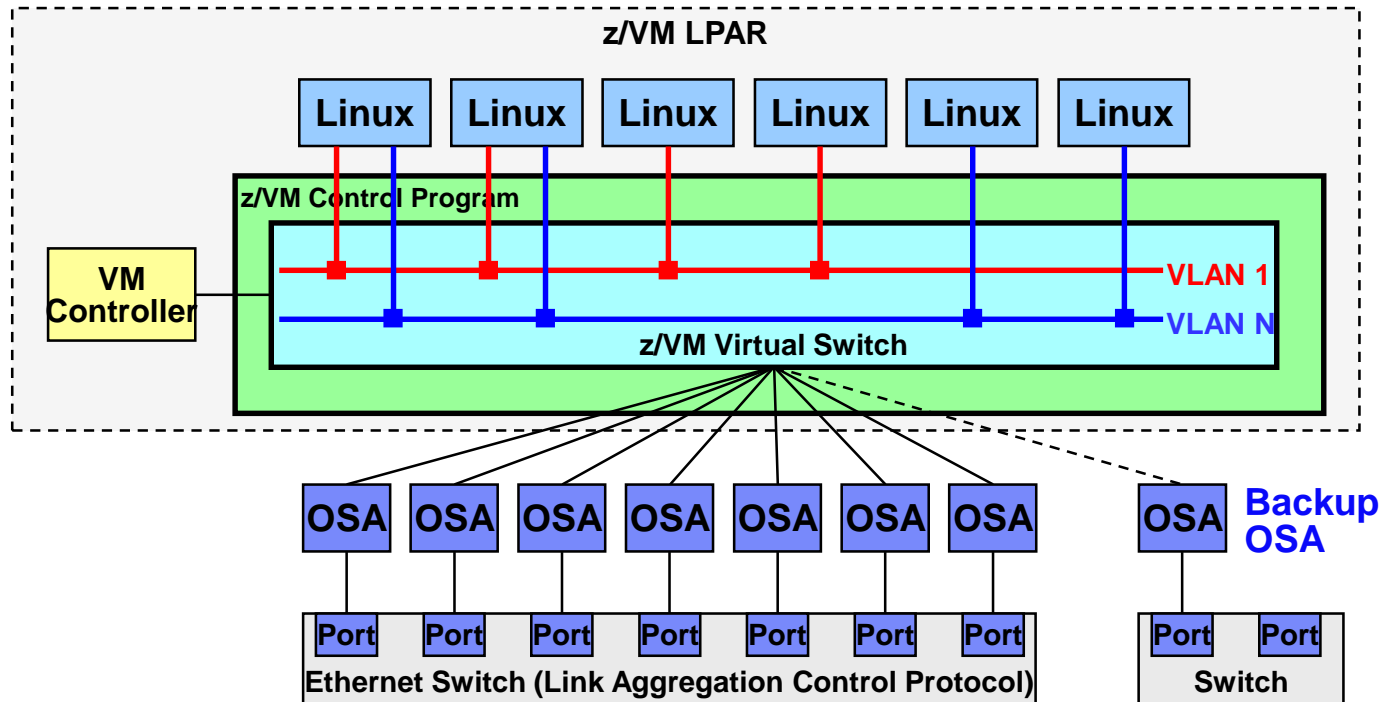 z/VM LPAR
Linux Linux Linux Linux Linux Linux
z/VM Control Program
VM
Controller
VLAN 1
VLAN N
z/VM Virtual Switch
OSA OSA OSA OSA OSA OSA OSA OSA
Backup
OSA
Port Port Port Port Port Port Port Port Port
Ethernet Switch (Link Aggregation Control Protocol)
Switch